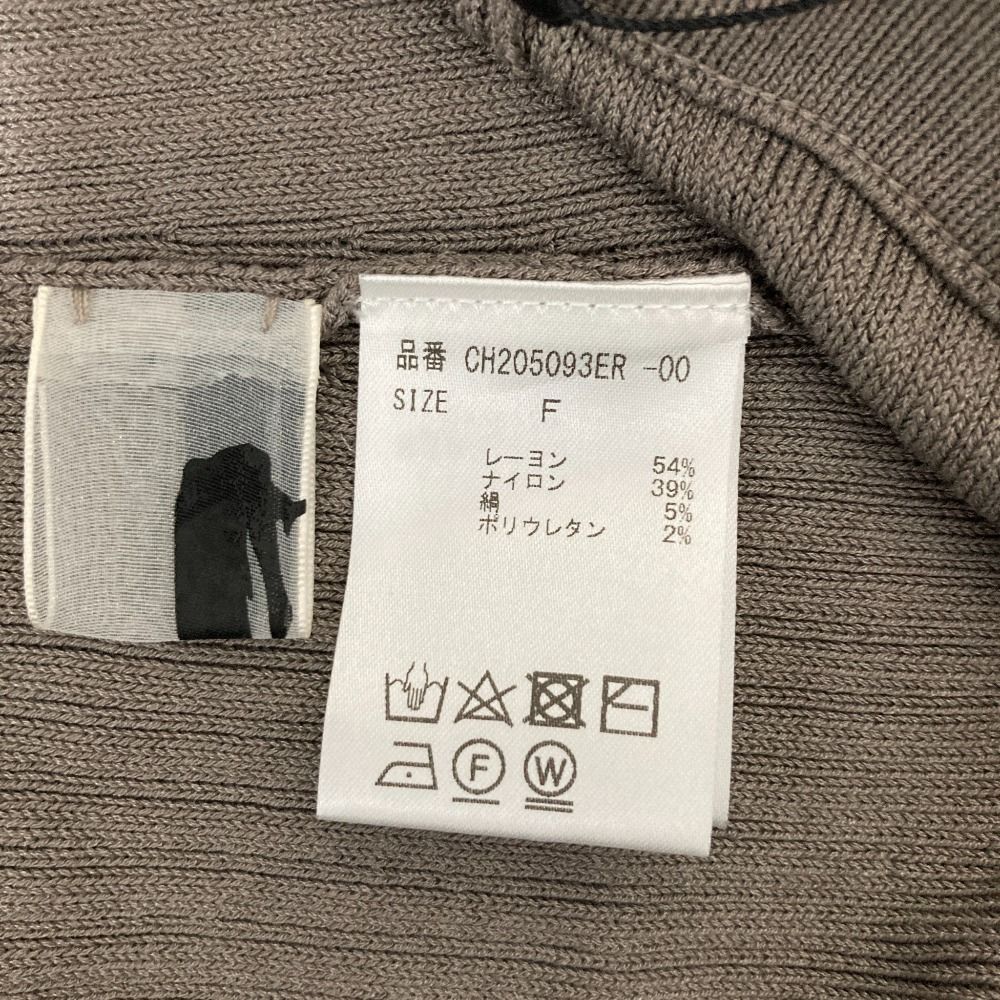 品番 CH205093ER -00
SIZE F
レーヨン 54%
ナイロン 39%
絹 5%
ポリウレタン 2%
F W